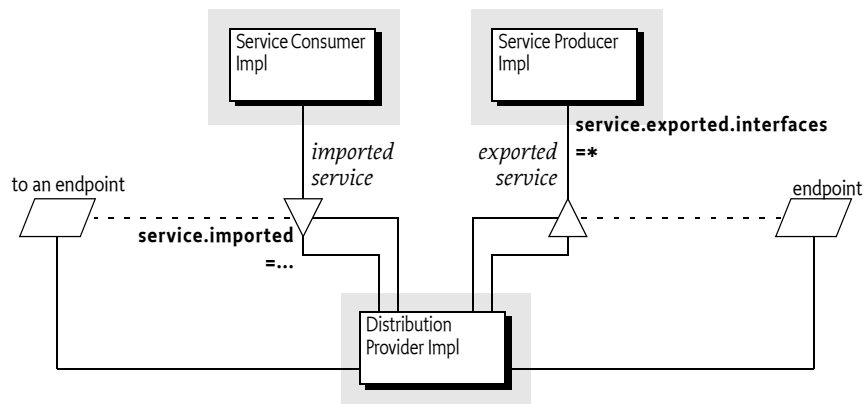 Service Consumer
Impl
Service Producer
Impl
service.exported.interfaces
=*
imported
service
exported
service
to an endpoint
endpoint
service.imported
=...
Distribution
Provider Impl